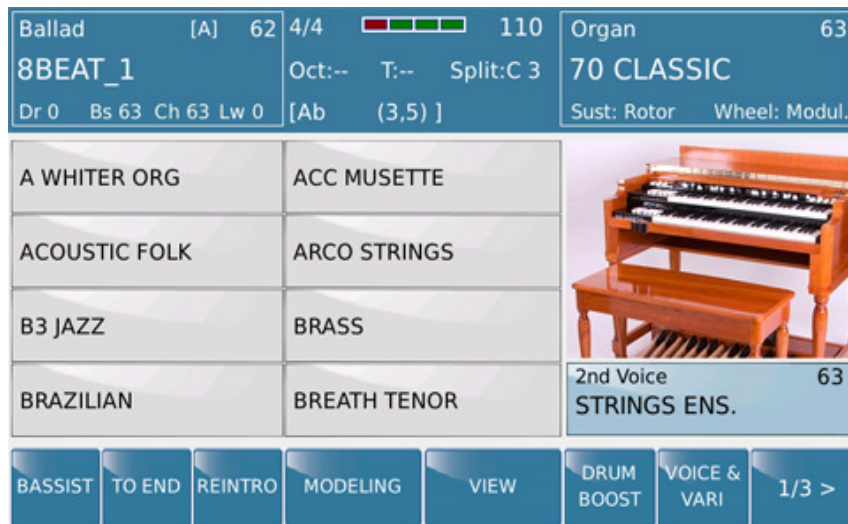 Ballad [A] 62
8BEAT_1
Dr 0 Bs 63 Ch 63 Lw 0
4/4 110
Oct:-- T:-- Split:C 3
[Ab (3,5) ]
Organ 63
70 CLASSIC
Sust: Rotor Wheel: Modul.
A WHITER ORG
ACC MUSETTE
ACOUSTIC FOLK
ARCO STRINGS
B3 JAZZ
BRASS
BRAZILIAN
BREATH TENOR
2nd Voice 63
STRINGS ENS.
BASSIST
TO END
REINTRO
MODELING
VIEW
DRUM
BOOST
VOICE &
VARI
1/3 >